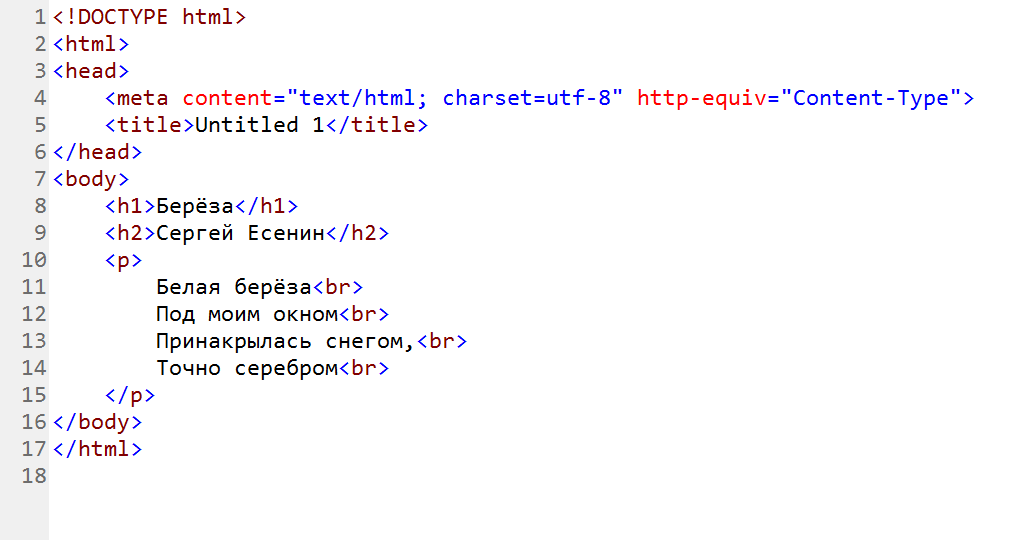 1 <!DOCTYPE html>
2 <html>
3 <head>
4     <meta content="text/html; charset=utf-8" http-equiv="Content-Type">
5     <title>Untitled 1</title>
6 </head>
7 <body>
8     <h1>Берёза</h1>
9     <h2>Сергей Есенин</h2>
10     <p>
11         Белая берёза<br>
12         Под моим окном<br>
13         Принакрылась снегом,<br>
14         Точно серебром<br>
15     </p>
16 </body>
17 </html>
18